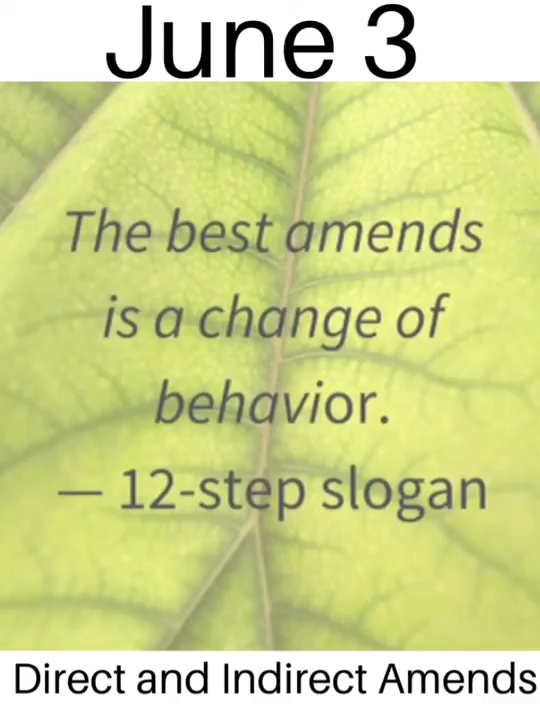 June 3
The best amends
is a change of
behavior.
— 12-step slogan
Direct and Indirect Amends